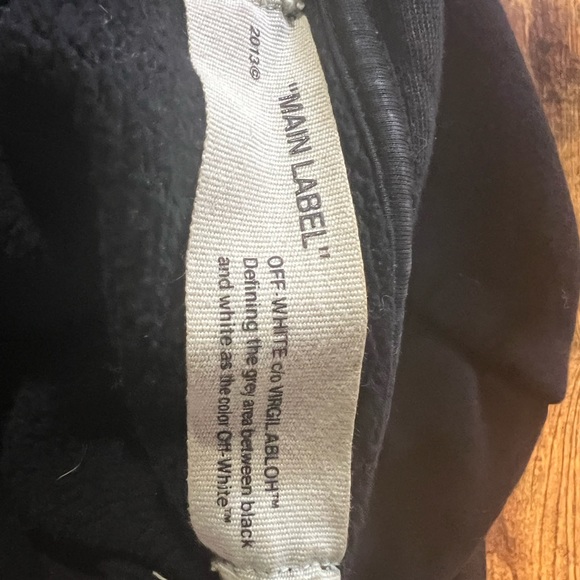 "MAIN LABEL"
2013©
OFF-WHITE c/o VIRGIL ABLOH™
Defining the grey area between black
and white as the color Off-White™